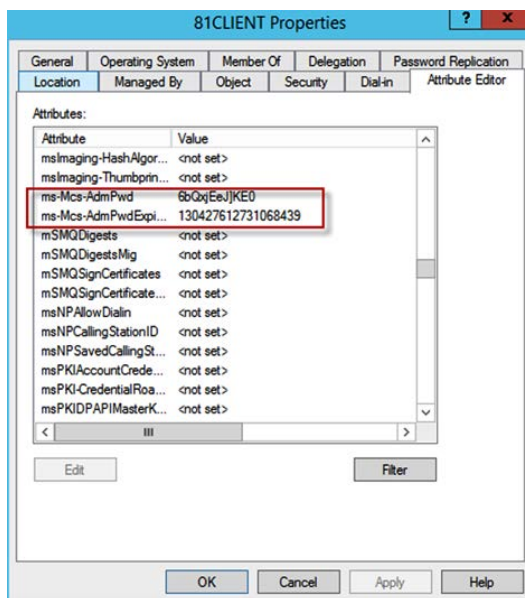 81CLIENT Properties
? x
General Operating System Member Of Delegation Password Replication
Location Managed By Object Security Dial-in Attribute Editor
Attributes:
Attribute Value
msImaging-HashAlgor... <not set>
msImaging-Thumbprin... <not set>
ms-Mcs-AdmPwd 6bQxjEeJ]KE0
ms-Mcs-AdmPwdExpi... 130427612731068439
mSMQDigests <not set>
mSMQDigestsMig <not set>
mSMQSignCertificates <not set>
mSMQSignCertificate... <not set>
msNPAllowDialin <not set>
msNPCallingStationID <not set>
msNPSavedCallingSt... <not set>
msPKIAccountCrede... <not set>
msPKI-CredentialRoa... <not set>
msPKIDPAPIMasterK... <not set>
Edit Filter
OK Cancel Apply Help